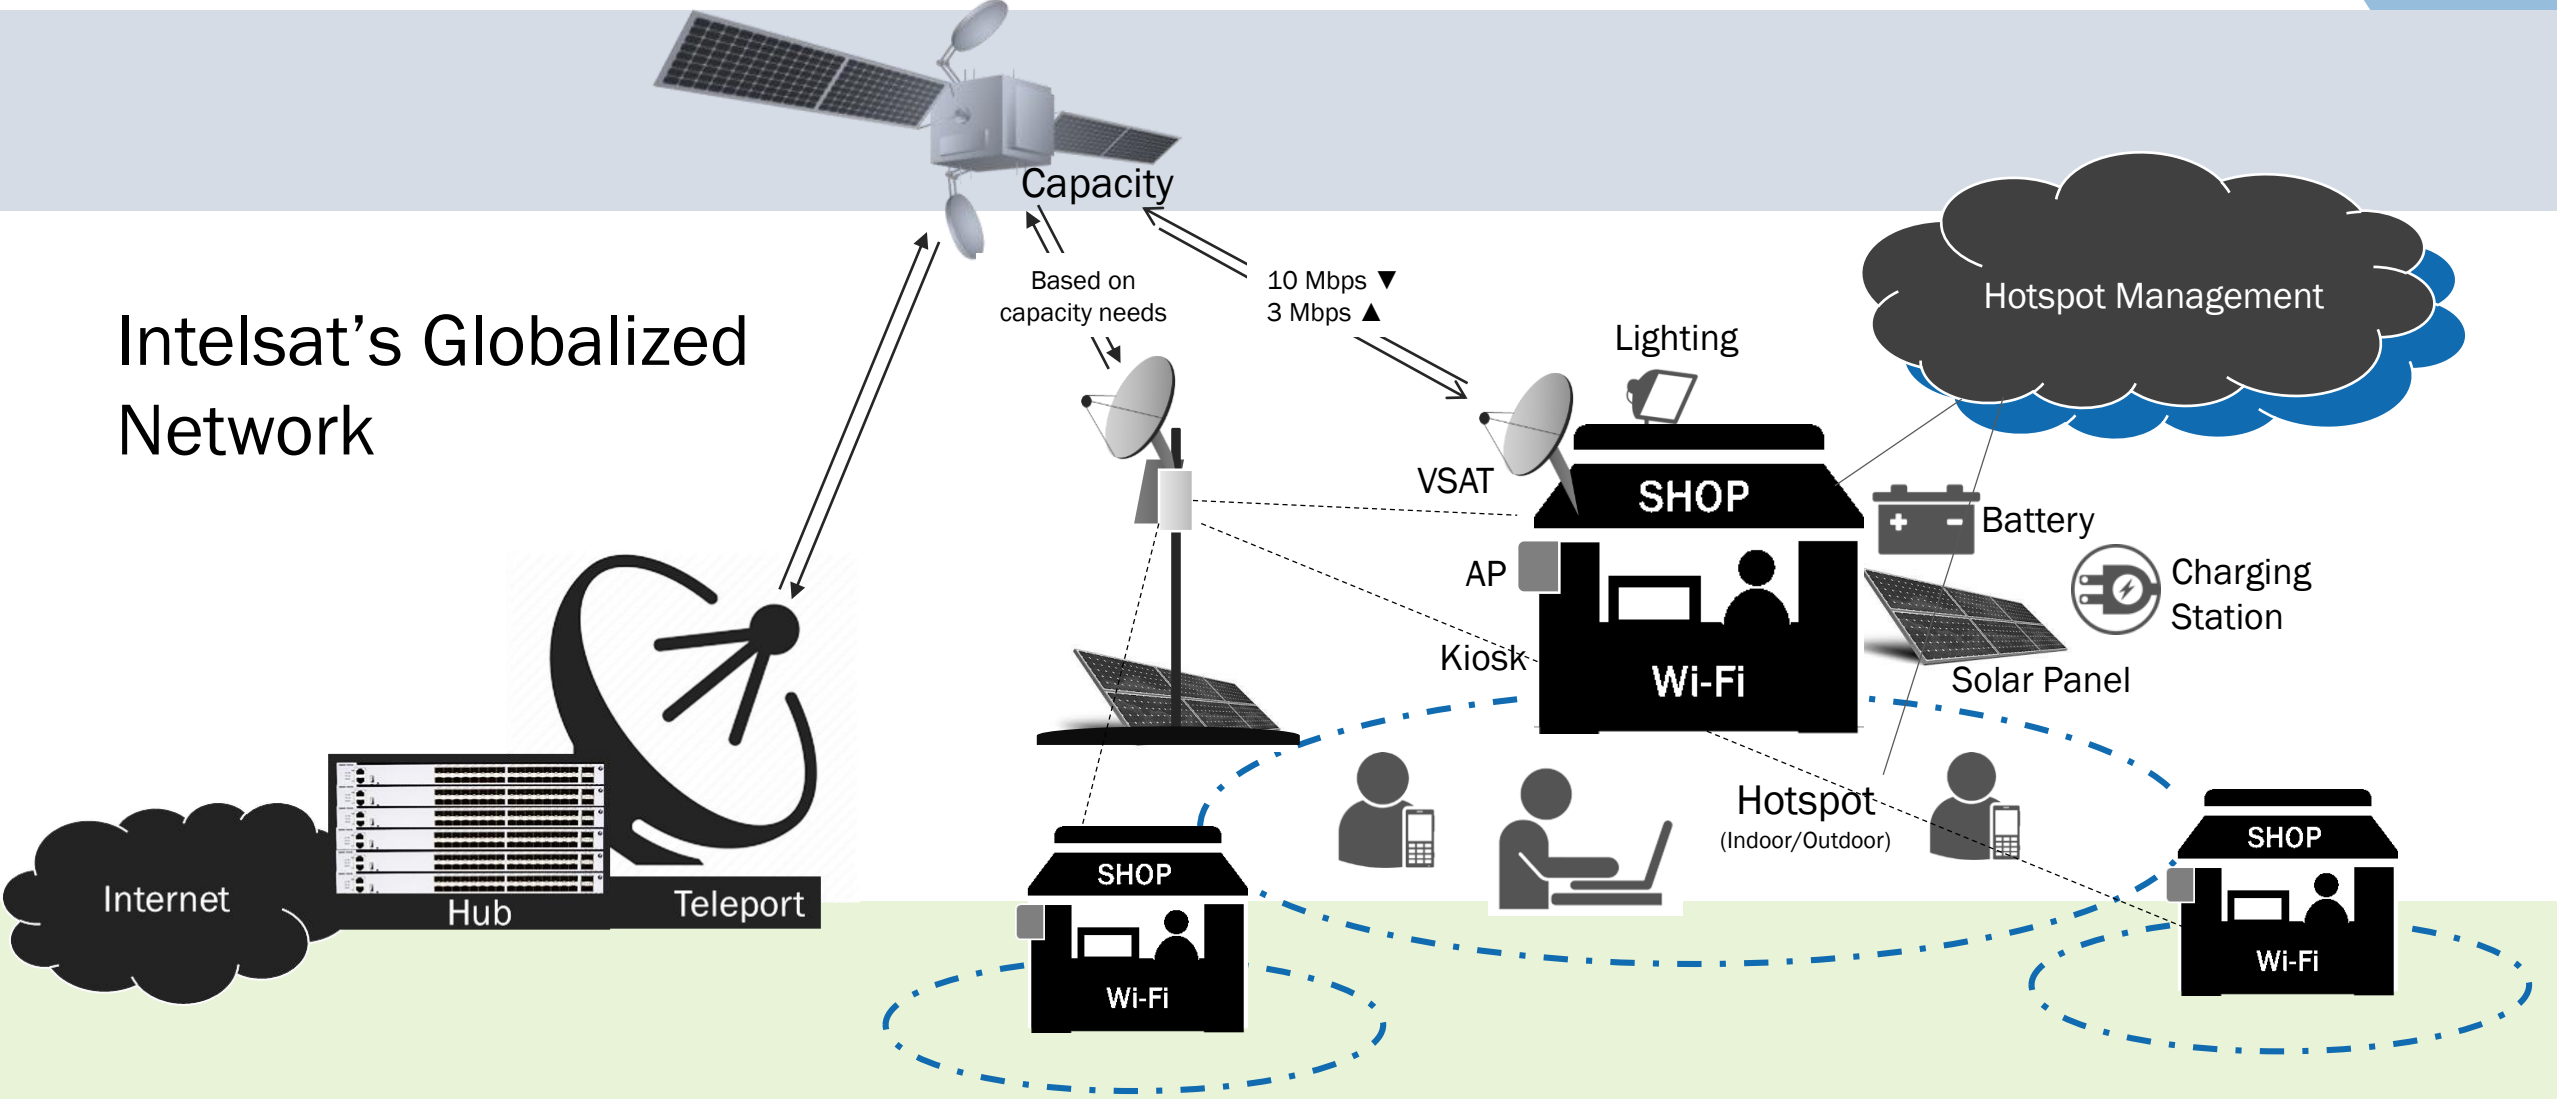 Capacity
Based on
capacity needs
10 Mbps ▼
3 Mbps ▲
Hotspot Management
Intelsat’s Globalized
Network
Lighting
VSAT
SHOP
Battery
AP
Charging
Station
Kiosk
Wi-Fi
Solar Panel
Hotspot
(Indoor/Outdoor)
SHOP
Wi-Fi
SHOP
Wi-Fi
Internet
Hub
Teleport